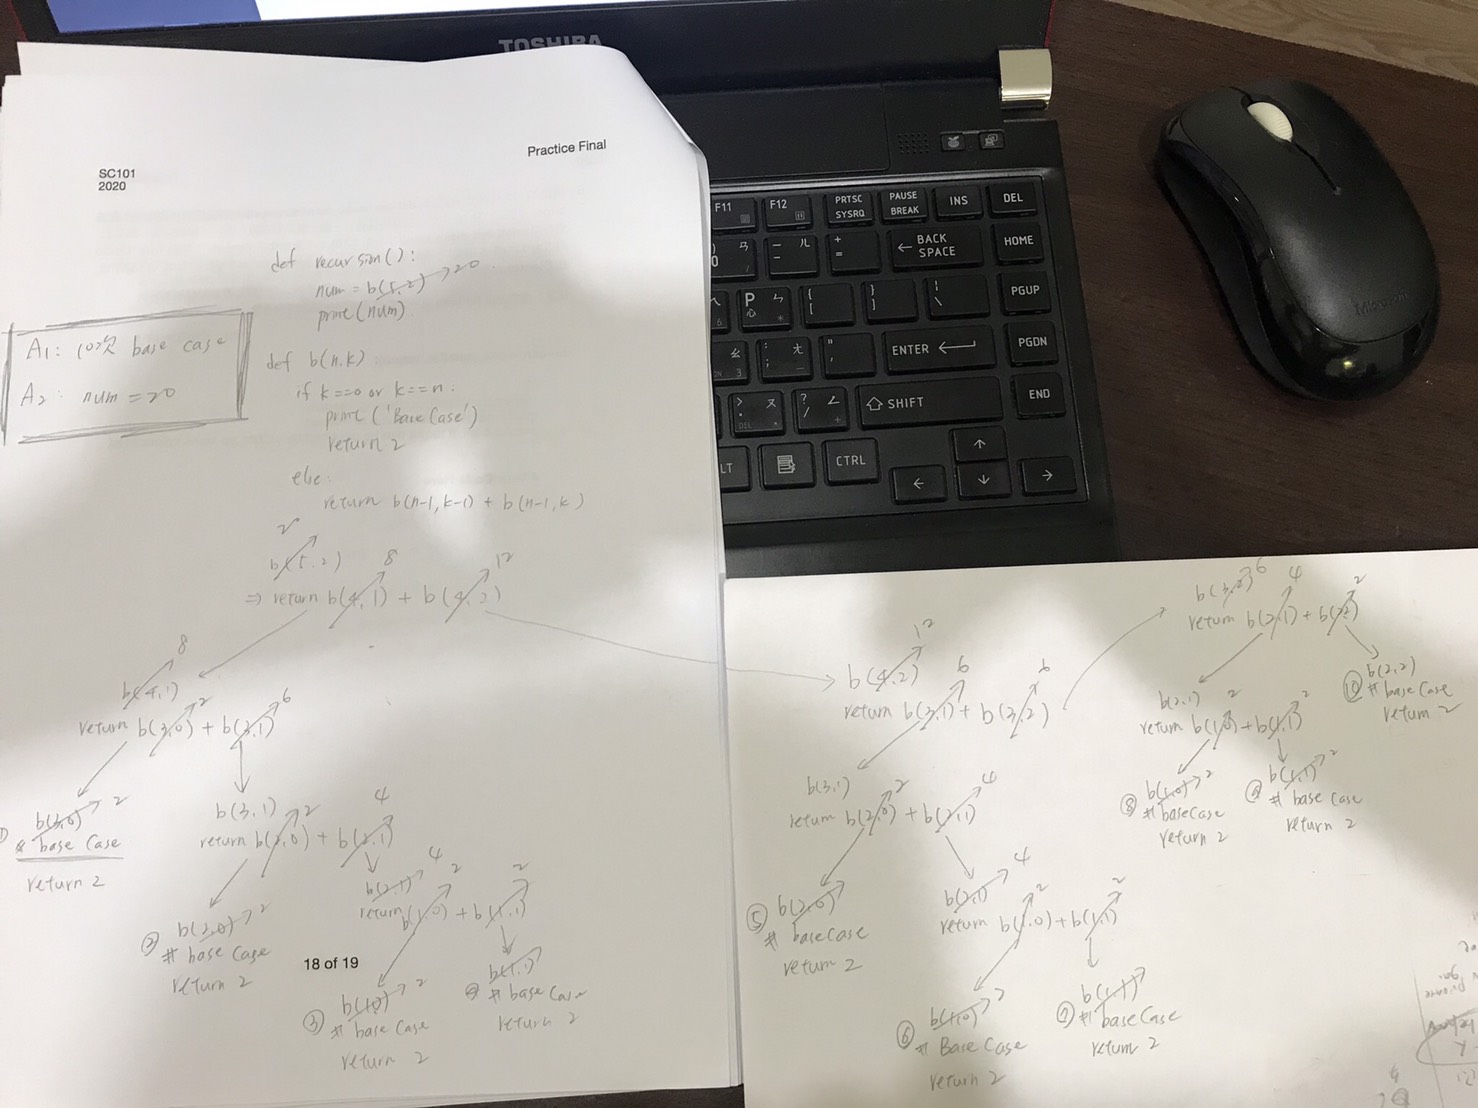 TOSHIBA
Practice Final
SC101
2020
def recursion():
num = b(5,2) → 20
print(num)
A1: 10次 base case
A2: num = 20
def b(n,k):
if k==0 or k==n:
print('Base Case')
return 2
else:
return b(n-1,k-1) + b(n-1,k)
b(5,2)
8
12
⇒ return b(4,1) + b(4,2)
8
b(4,1)
2
6
return b(3,0) + b(3,1)
b(3,0) 2
# base case
return 2
b(3,1)
2
4
return b(2,0) + b(2,1)
② b(2,0) 2
# base case
return 2
b(2,1) 4
2
2
return b(1,0) + b(1,1)
18 of 19
③ b(1,0) 2
# base case
return 2
b(1,1)
# base case
return 2
12
b(4,2)
6
6
return b(3,1) + b(3,2)
b(3,1)
2
4
return b(2,0) + b(2,1)
⑤ b(2,0)
# base case
return 2
b(2,1) 4
2
2
return b(1,0) + b(1,1)
⑥ b(1,0) 2
# Base Case
return 2
⑦ b(1,1)
# base Case
return 2
b(3,2) 6
4
2
return b(2,1) + b(2,2)
b(2,1)
2
2
return b(1,0) + b(1,1)
⑩ b(2,2)
# base Case
return 2
⑧ b(1,0) 2
# base Case
return 2
⑨ b(1,1) 2
# base Case
return 2
F11
F12
PRTSC
SYSRQ
PAUSE
BREAK
INS
DEL
BACK
SPACE
HOME
PGUP
P
ㄣ
心
ENTER
PGDN
SHIFT
END
CTRL
Microsoft